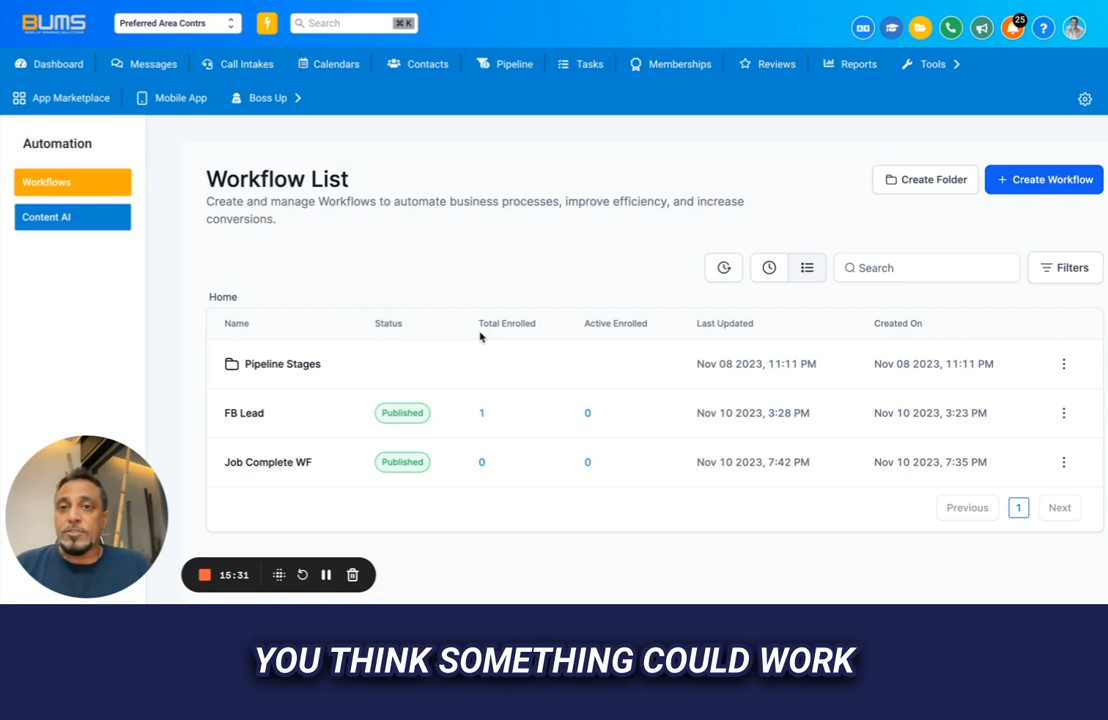 BUMS
Preferred Area Contrs
Search
⌘ K
25
Dashboard
Messages
Call Intakes
Calendars
Contacts
Pipeline
Tasks
Memberships
Reviews
Reports
Tools
App Marketplace
Mobile App
Boss Up
Automation
Workflows
Content AI
Workflow List
Create and manage Workflows to automate business processes, improve efficiency, and increase
conversions.
Create Folder
+ Create Workflow
Search
Filters
Home
Name Status Total Enrolled Active Enrolled Last Updated Created On
Pipeline Stages Nov 08 2023, 11:11 PM Nov 08 2023, 11:11 PM
FB Lead Published 1 0 Nov 10 2023, 3:28 PM Nov 10 2023, 3:23 PM
Job Complete WF Published 0 0 Nov 10 2023, 7:42 PM Nov 10 2023, 7:35 PM
Previous 1 Next
15:31
YOU THINK SOMETHING COULD WORK